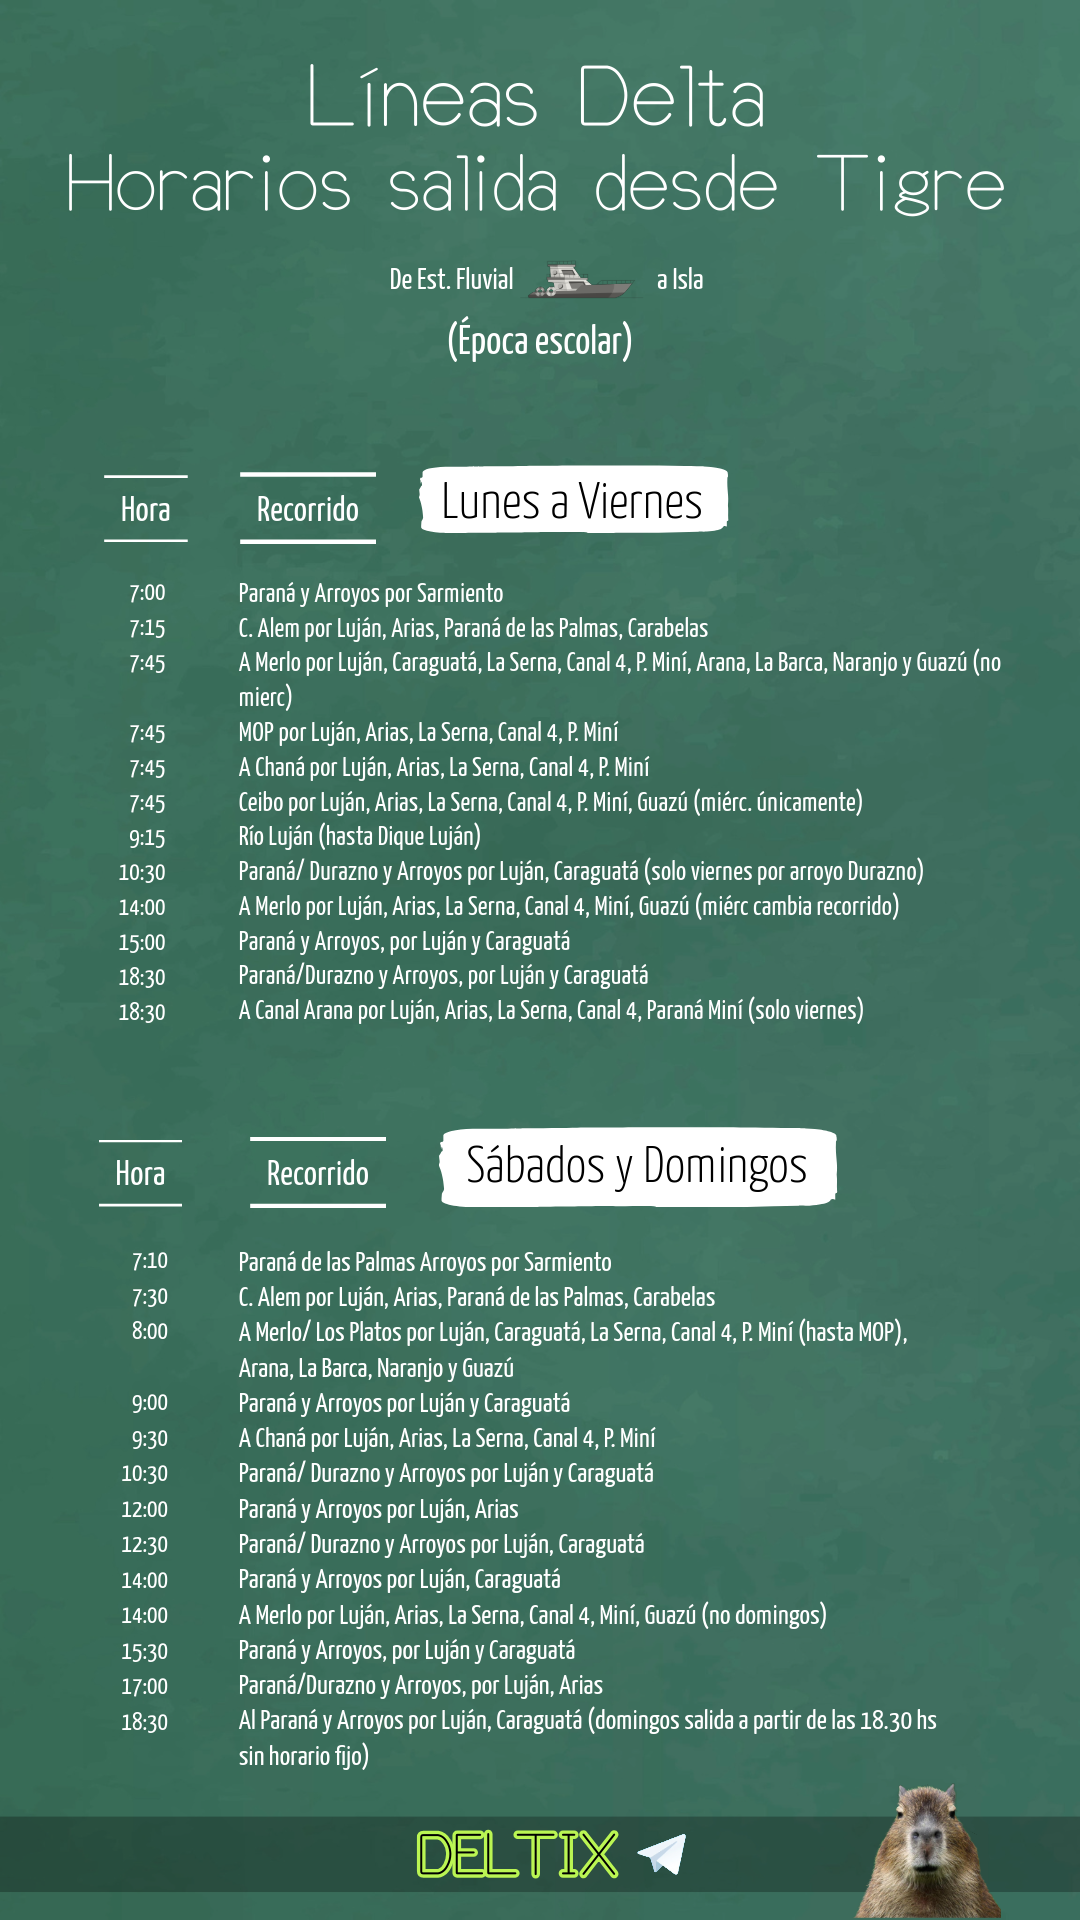 Líneas Delta
Horarios salida desde Tigre
De Est. Fluvial a Isla
(Época escolar)
Hora Recorrido Lunes a Viernes
7:00 Paraná y Arroyos por Sarmiento
7:15 C. Alem por Luján, Arias, Paraná de las Palmas, Carabelas
7:45 A Merlo por Luján, Caraguatá, La Serna, Canal 4, P. Miní, Arana, La Barca, Naranjo y Guazú (no
mierc)
7:45 MOP por Luján, Arias, La Serna, Canal 4, P. Miní
7:45 A Chaná por Luján, Arias, La Serna, Canal 4, P. Miní
7:45 Ceibo por Luján, Arias, La Serna, Canal 4, P. Miní, Guazú (miérc. únicamente)
9:15 Río Luján (hasta Dique Luján)
10:30 Paraná/ Durazno y Arroyos por Luján, Caraguatá (solo viernes por arroyo Durazno)
14:00 A Merlo por Luján, Arias, La Serna, Canal 4, Miní, Guazú (miérc cambia recorrido)
15:00 Paraná y Arroyos, por Luján y Caraguatá
18:30 Paraná/Durazno y Arroyos, por Luján y Caraguatá
18:30 A Canal Arana por Luján, Arias, La Serna, Canal 4, Paraná Miní (solo viernes)
Hora Recorrido Sábados y Domingos
7:10 Paraná de las Palmas Arroyos por Sarmiento
7:30 C. Alem por Luján, Arias, Paraná de las Palmas, Carabelas
8:00 A Merlo/ Los Platos por Luján, Caraguatá, La Serna, Canal 4, P. Miní (hasta MOP),
Arana, La Barca, Naranjo y Guazú
9:00 Paraná y Arroyos por Luján y Caraguatá
9:30 A Chaná por Luján, Arias, La Serna, Canal 4, P. Miní
10:30 Paraná/ Durazno y Arroyos por Luján y Caraguatá
12:00 Paraná y Arroyos por Luján, Arias
12:30 Paraná/ Durazno y Arroyos por Luján, Caraguatá
14:00 Paraná y Arroyos por Luján, Caraguatá
14:00 A Merlo por Luján, Arias, La Serna, Canal 4, Miní, Guazú (no domingos)
15:30 Paraná y Arroyos, por Luján y Caraguatá
17:00 Paraná/Durazno y Arroyos, por Luján, Arias
18:30 Al Paraná y Arroyos por Luján, Caraguatá (domingos salida a partir de las 18.30 hs
sin horario fijo)
DELTIX